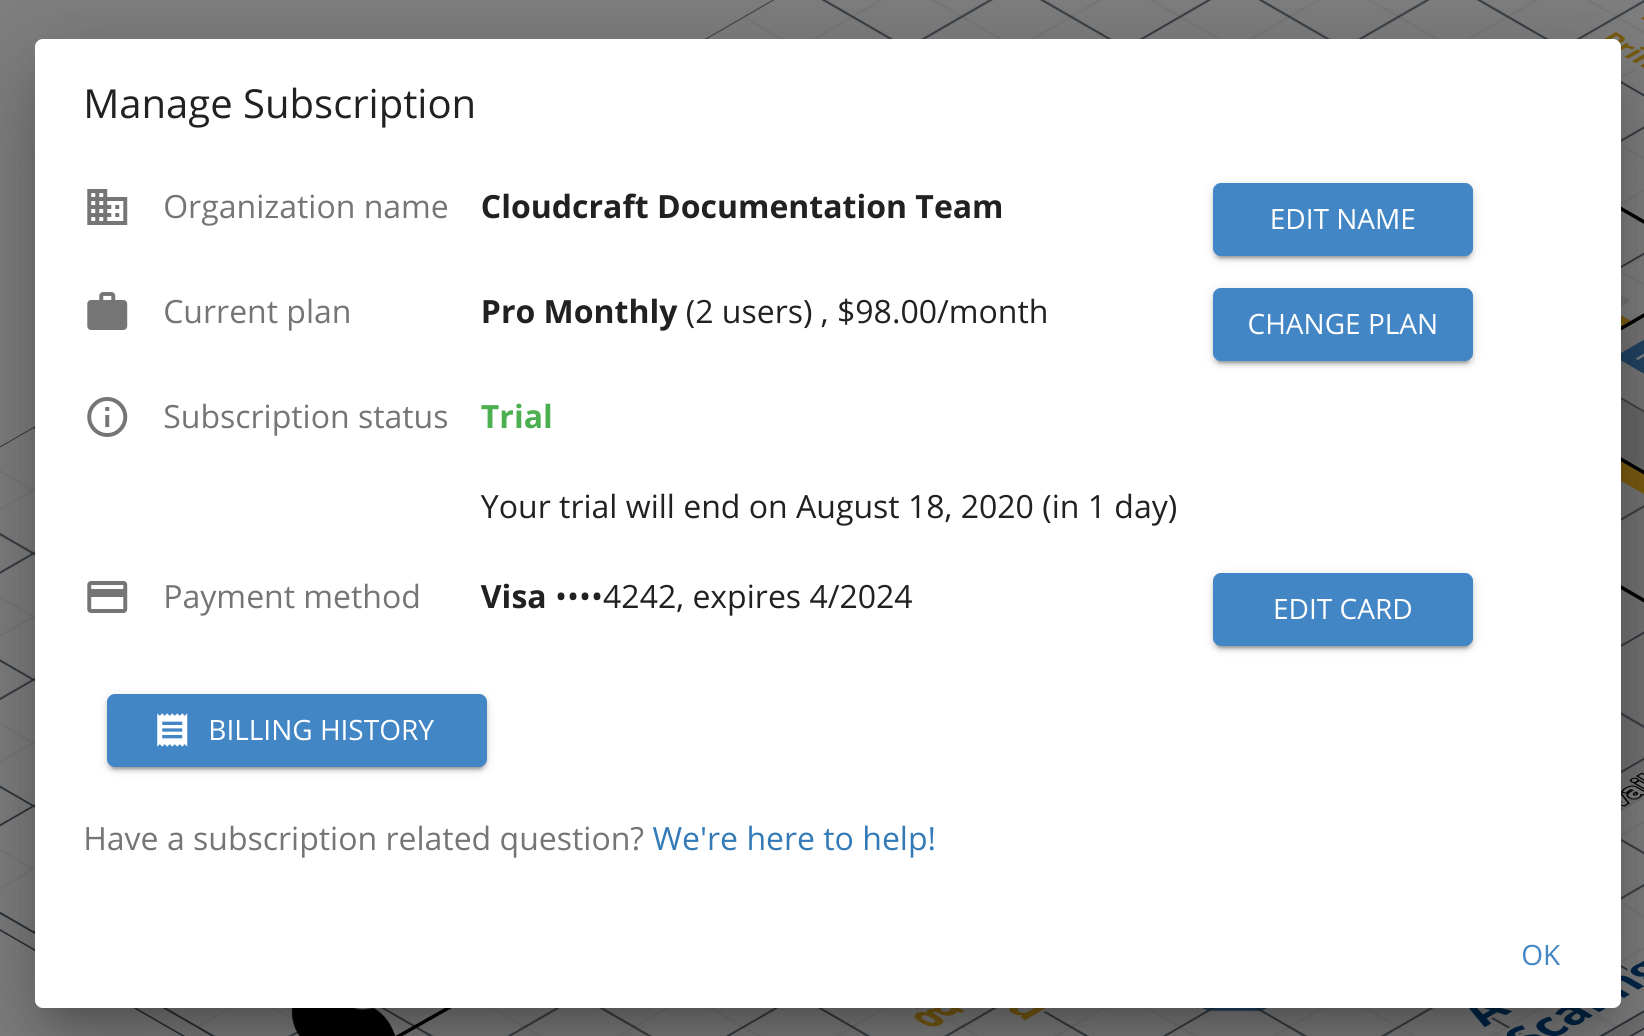 Manage Subscription
Organization name Cloudcraft Documentation Team EDIT NAME
Current plan Pro Monthly (2 users) , $98.00/month CHANGE PLAN
Subscription status Trial
Your trial will end on August 18, 2020 (in 1 day)
Payment method Visa ••••4242, expires 4/2024 EDIT CARD
BILLING HISTORY
Have a subscription related question? We're here to help!
OK